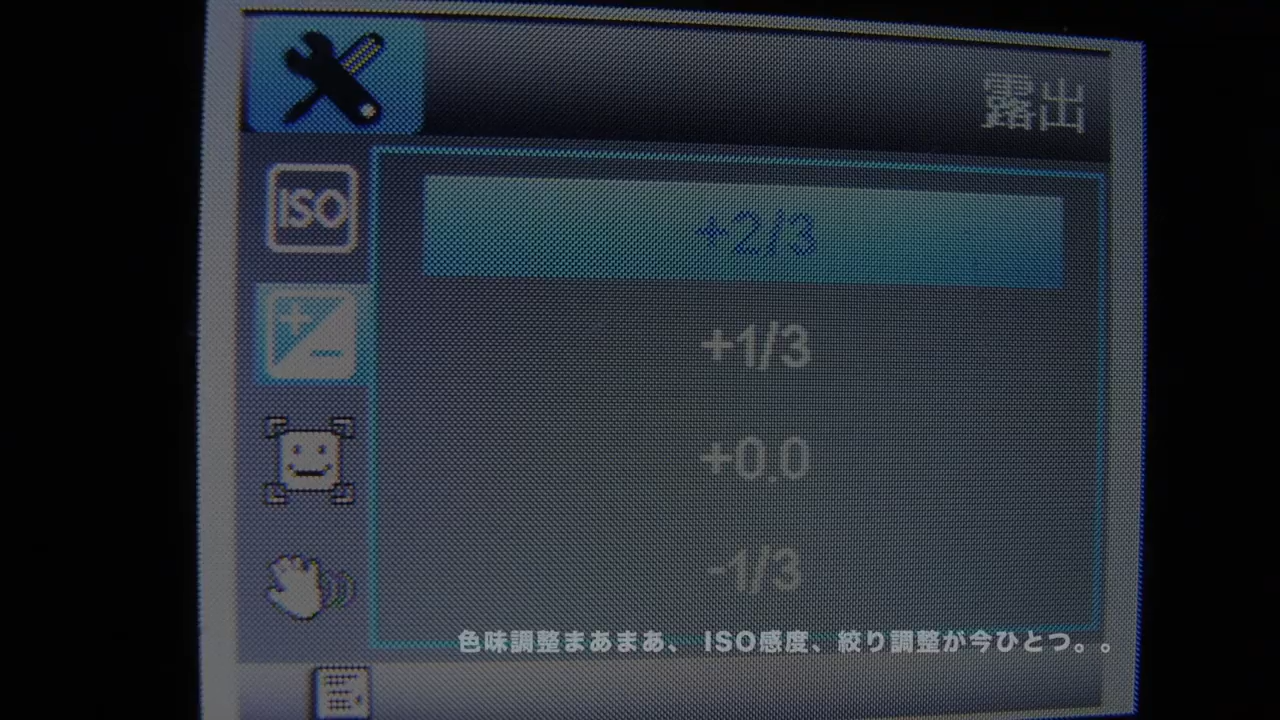 露出
ISO
+2/3
+1/3
+0.0
-1/3
色味調整まあまあ、 ISO感度、絞り調整が今ひとつ。。